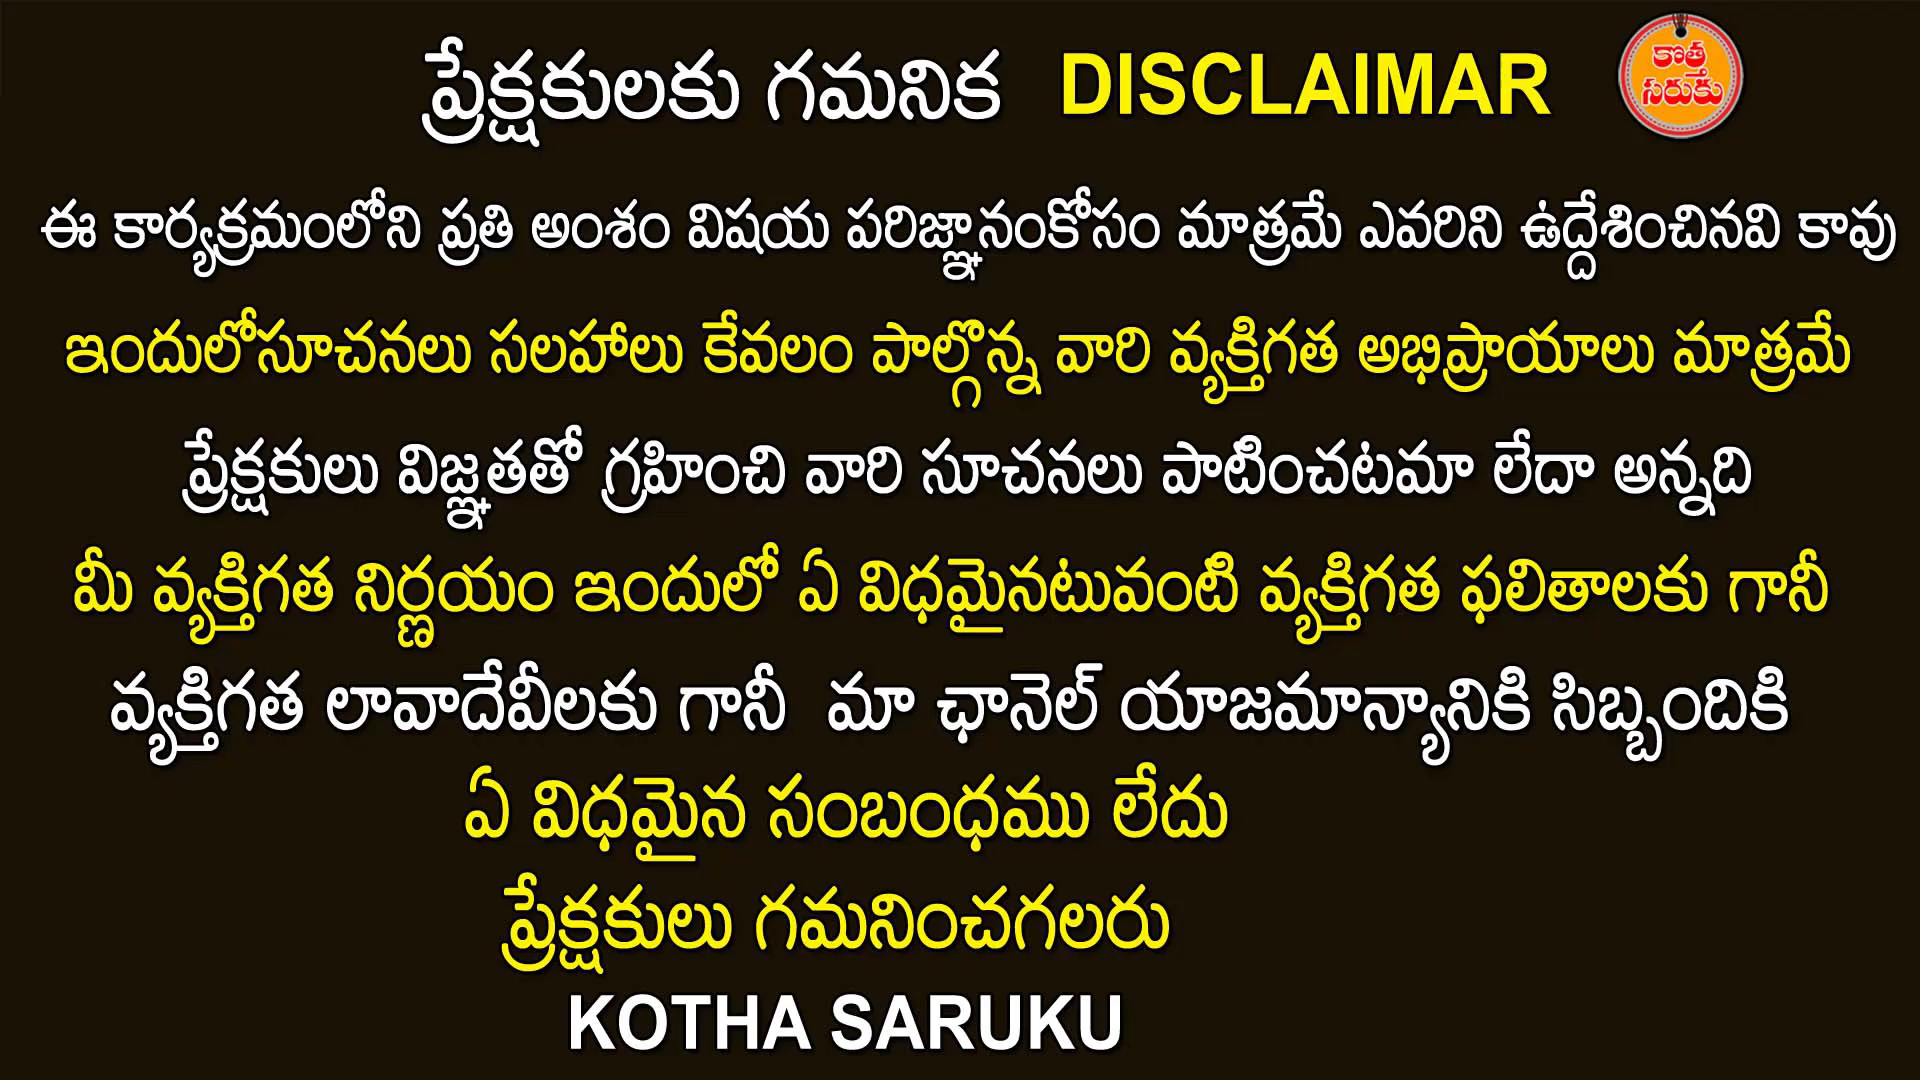 ప్రేక్షకులకు గమనిక DISCLAIMAR
కొత్త
సరుకు
ఈ కార్యక్రమంలోని ప్రతి అంశం విషయ పరిజ్ఞానంకోసం మాత్రమే ఎవరిని ఉద్దేశించినవి కావు
ఇందులోసూచనలు సలహాలు కేవలం పాల్గొన్న వారి వ్యక్తిగత అభిప్రాయాలు మాత్రమే
ప్రేక్షకులు విజ్ఞతతో గ్రహించి వారి సూచనలు పాటించటమా లేదా అన్నది
మీ వ్యక్తిగత నిర్ణయం ఇందులో ఏ విధమైనటువంటి వ్యక్తిగత ఫలితాలకు గానీ
వ్యక్తిగత లావాదేవీలకు గానీ మా ఛానెల్ యాజమాన్యానికి సిబ్బందికి
ఏ విధమైన సంబంధము లేదు
ప్రేక్షకులు గమనించగలరు
KOTHA SARUKU